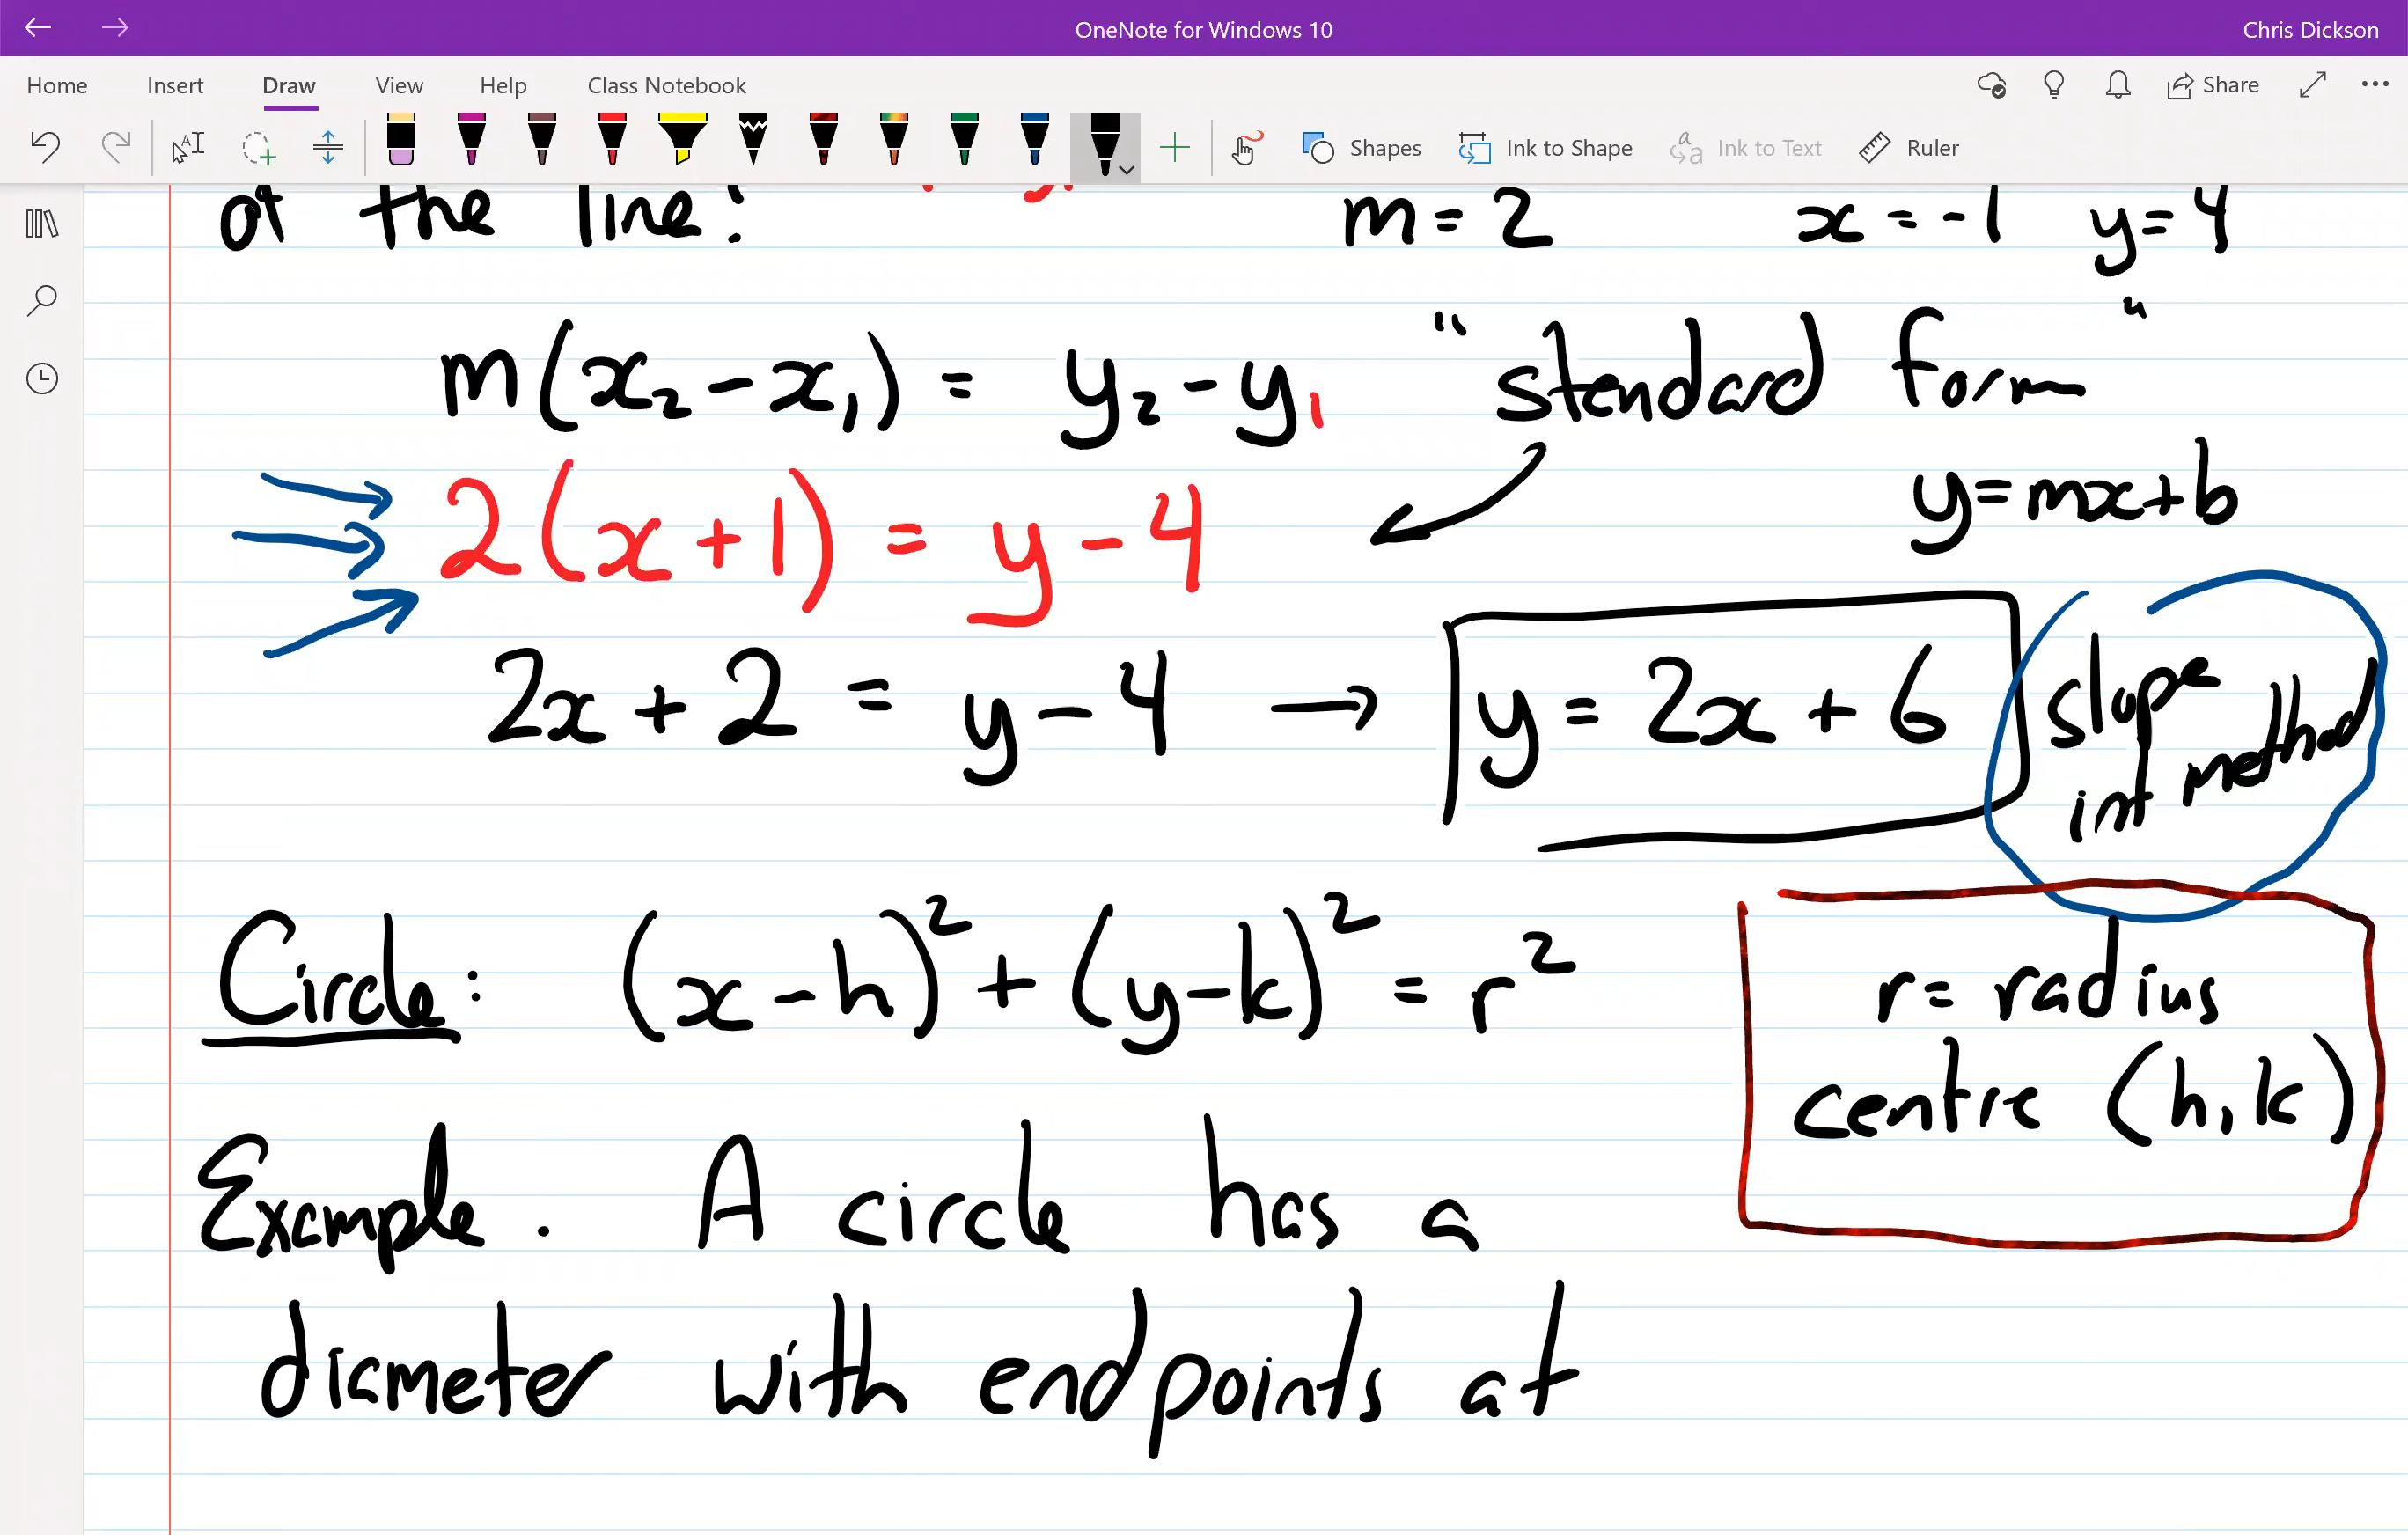 OneNote for Windows 10
Chris Dickson
Home Insert Draw View Help Class Notebook Share
Shapes Ink to Shape Ink to Text Ruler
of the line? m = 2 x = -1 y = 4
m(x₂ - x₁) = y₂ - y₁ "standard form"
y = mx + b
2(x + 1) = y - 4
2x + 2 = y - 4 → y = 2x + 6 slope int method
Circle: (x - h)² + (y - k)² = r²
r = radius
centre (h, k)
Example. A circle has a
diameter with endpoints at